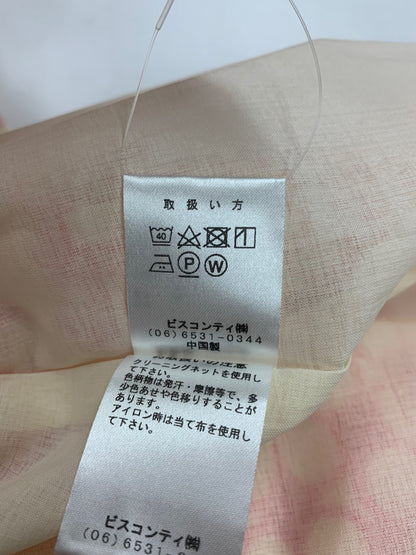 取扱い方
40
P W
ビスコンティ㈱
(06)6531-0344
中国製
クリーニングネットを使用し
て下さい。
色柄物は発汗・摩擦等で、多
少色あせや色移りすることが
あります。
アイロン時は当て布を使用し
て下さい。
ビスコンティ㈱
(06)6531-